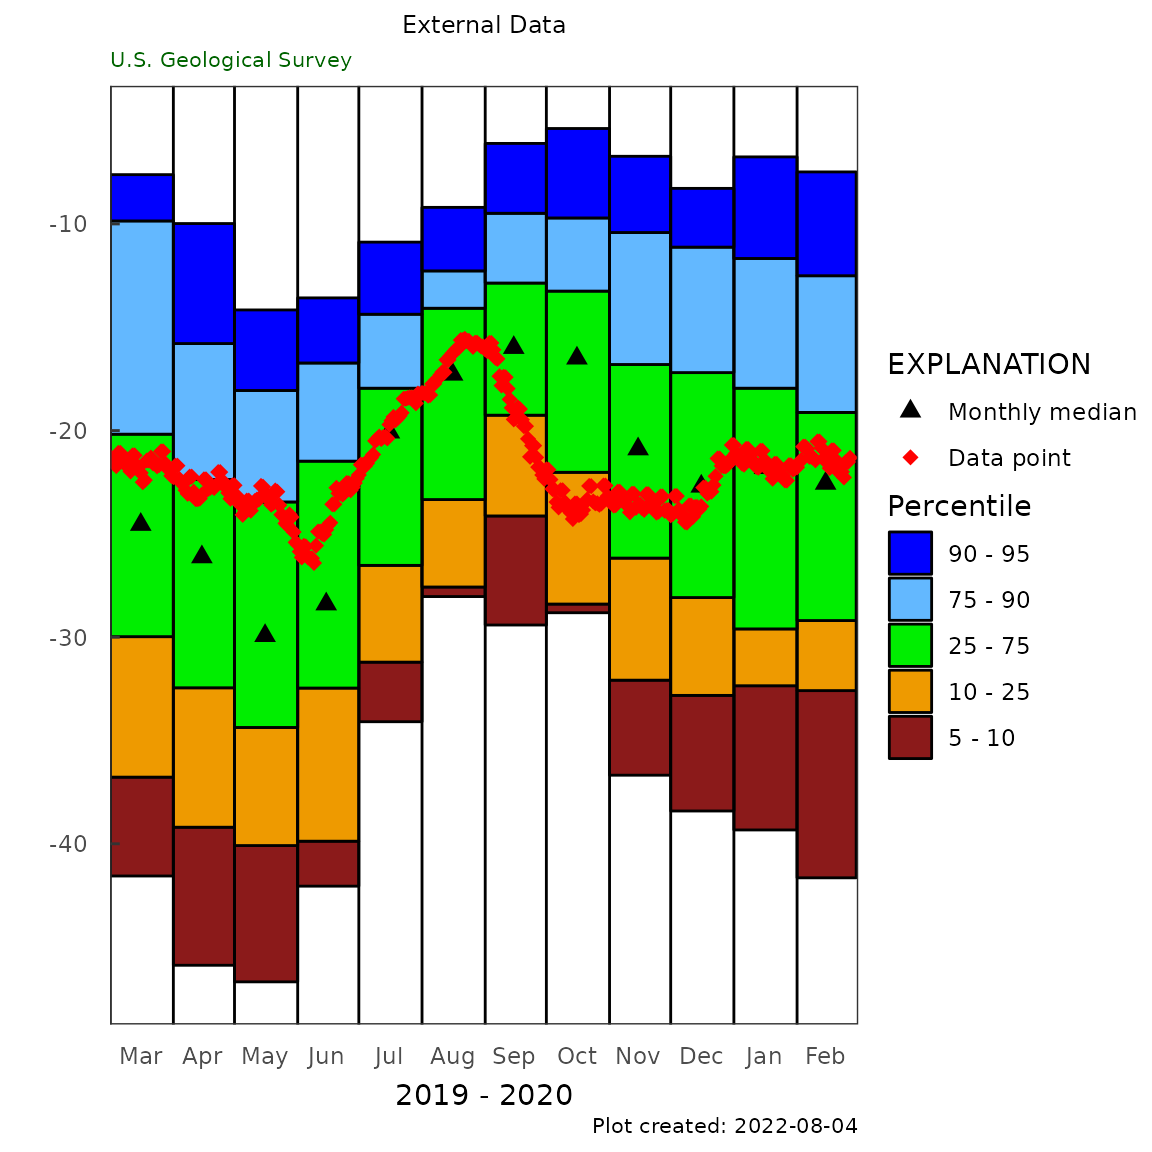 External Data
U.S. Geological Survey
-10
-20
-30
-40
Mar Apr May Jun Jul Aug Sep Oct Nov Dec Jan Feb
2019 - 2020
EXPLANATION
Monthly median
Data point
Percentile
90 - 95
75 - 90
25 - 75
10 - 25
5 - 10
Plot created: 2022-08-04